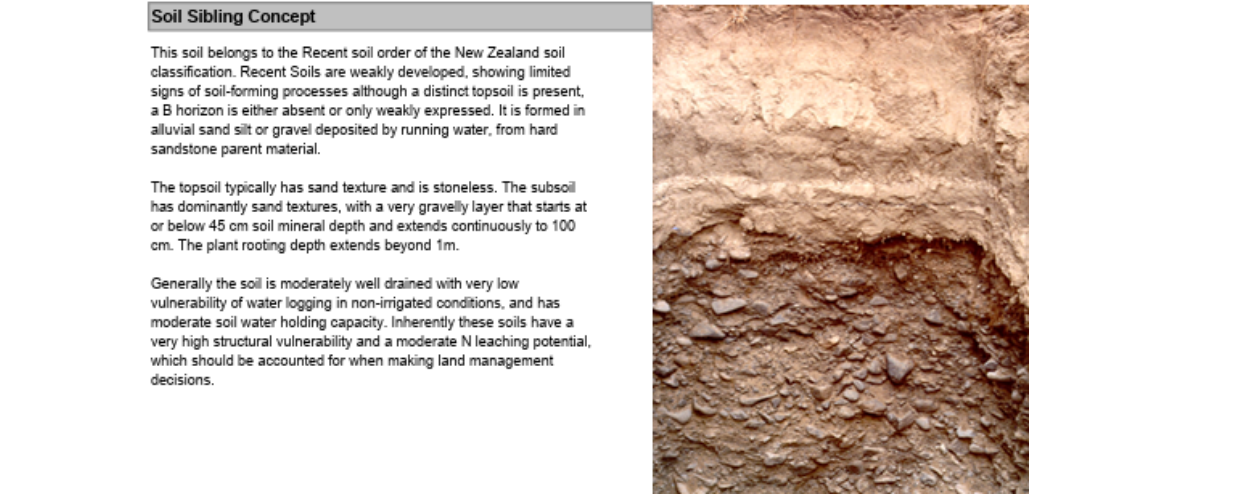 Soil Sibling Concept
This soil belongs to the Recent soil order of the New Zealand soil
classification. Recent Soils are weakly developed, showing limited
signs of soil-forming processes although a distinct topsoil is present,
a B horizon is either absent or only weakly expressed. It is formed in
alluvial sand silt or gravel deposited by running water, from hard
sandstone parent material.
The topsoil typically has sand texture and is stoneless. The subsoil
has dominantly sand textures, with a very gravelly layer that starts at
or below 45 cm soil mineral depth and extends continuously to 100
cm. The plant rooting depth extends beyond 1m.
Generally the soil is moderately well drained with very low
vulnerability of water logging in non-irrigated conditions, and has
moderate soil water holding capacity. Inherently these soils have a
very high structural vulnerability and a moderate N leaching potential,
which should be accounted for when making land management
decisions.